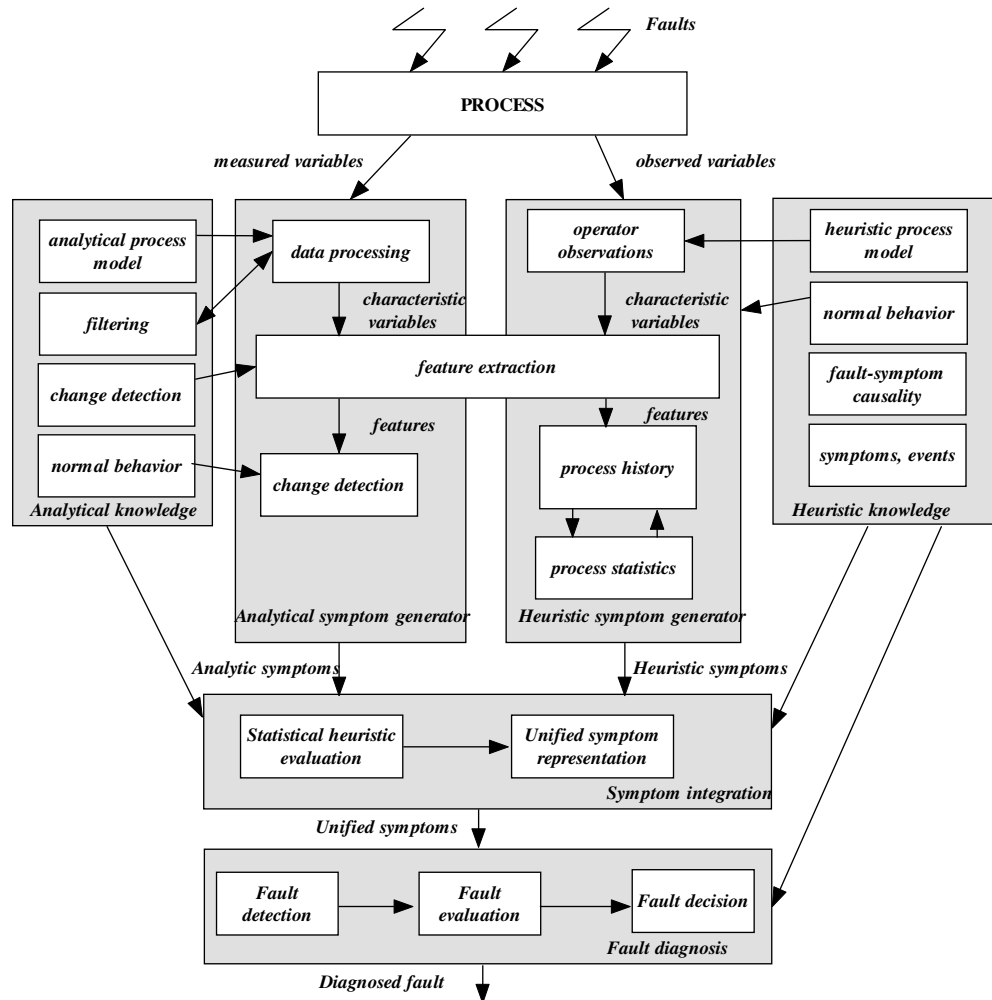 Faults
PROCESS
measured variables
observed variables
analytical process
model
filtering
change detection
normal behavior
Analytical knowledge
data processing
characteristic
variables
operator
observations
characteristic
variables
feature extraction
features
features
change detection
process history
process statistics
Analytical symptom generator
Heuristic symptom generator
heuristic process
model
normal behavior
fault-symptom
causality
symptoms, events
Heuristic knowledge
Analytic symptoms
Heuristic symptoms
Statistical heuristic
evaluation
Unified symptom
representation
Symptom integration
Unified symptoms
Fault
detection
Fault
evaluation
Fault decision
Fault diagnosis
Diagnosed fault